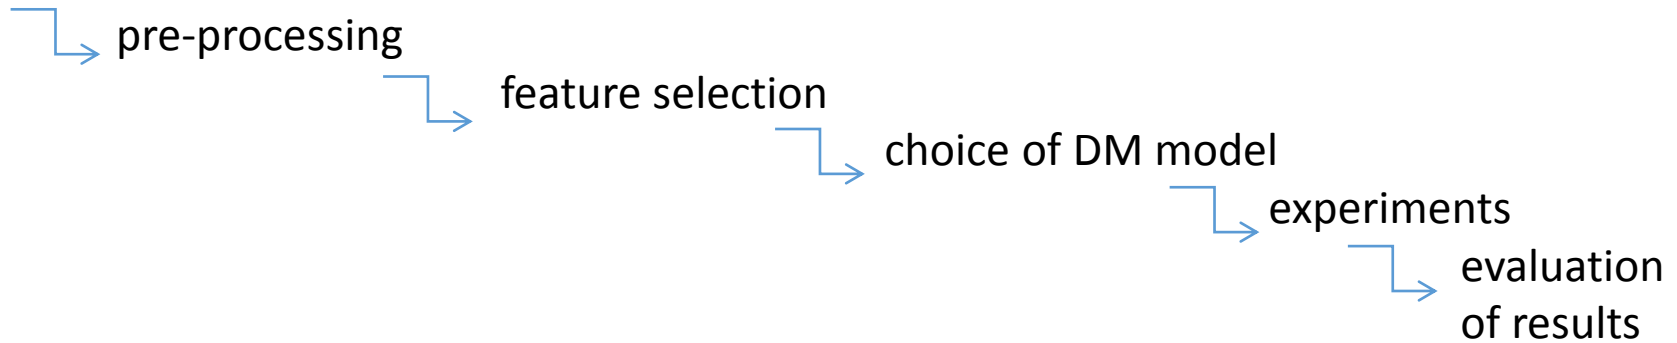 pre-processing
feature selection
choice of DM model
experiments
evaluation
of results